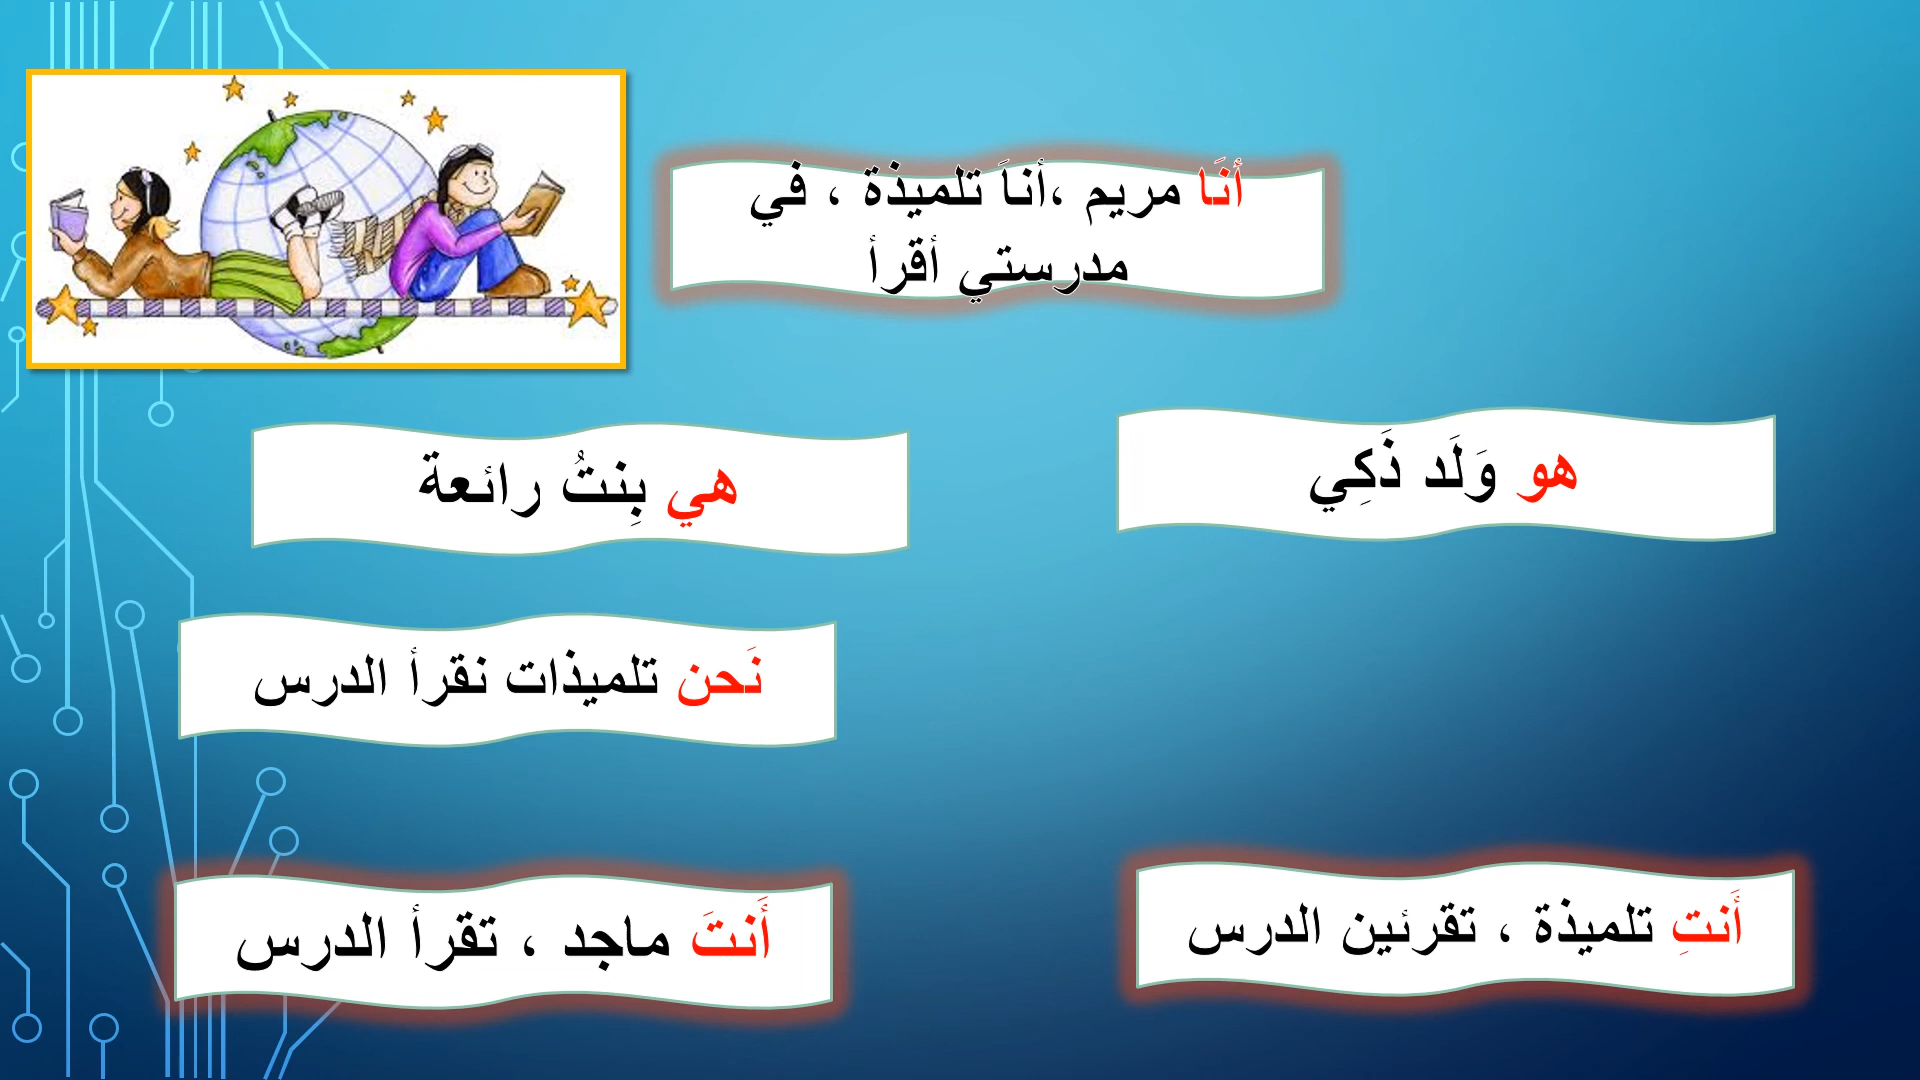 أنَا مريم ،أناَ تلميذة ، في
مدرستي أقرأ
هو وَلَد ذَكِي
هي بِنتُ رائعة
نَحن تلميذات نقرأ الدرس
أَنتِ تلميذة ، تقرئين الدرس
أَنتَ ماجد ، تقرأ الدرس